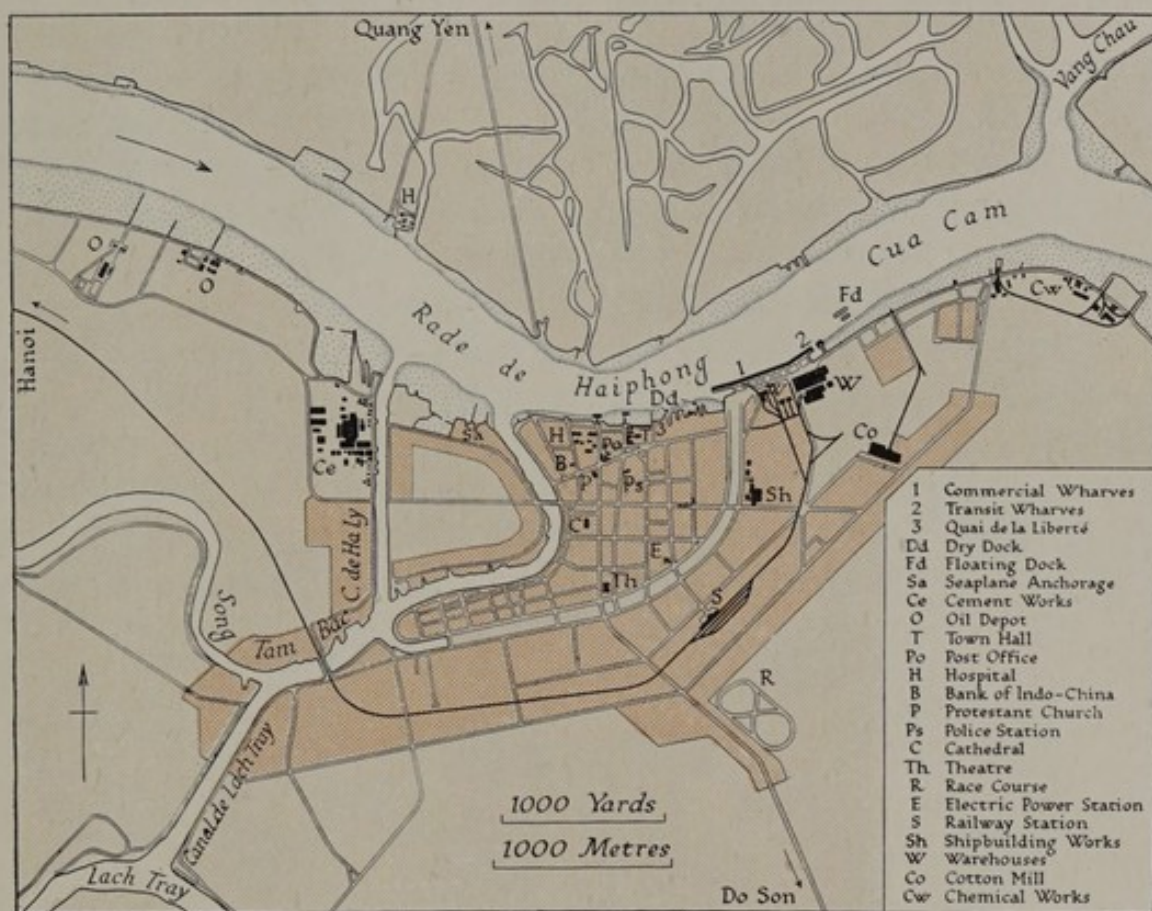 Quang Yen
Vang Chau
H
O
O
Cua Cam
Fd
Cw
Hanoi
Rade de Haiphong
1
2
W
Dd
3
Sa
H
Po
T
B
P
Ps
Co
Ce
Sh
C
E
C. de Haly
Th
S
Song Tam Bac
R
Canal de Lach Tray
Lach Tray
1000 Yards
1000 Metres
Do Son
1 Commercial Wharves
2 Transit Wharves
3 Quai de la Liberté
Dd Dry Dock
Fd Floating Dock
Sa Seaplane Anchorage
Ce Cement Works
O Oil Depot
T Town Hall
Po Post Office
H Hospital
B Bank of Indo-China
P Protestant Church
Ps Police Station
C Cathedral
Th Theatre
R Race Course
E Electric Power Station
S Railway Station
Sh Shipbuilding Works
W Warehouses
Co Cotton Mill
Cw Chemical Works